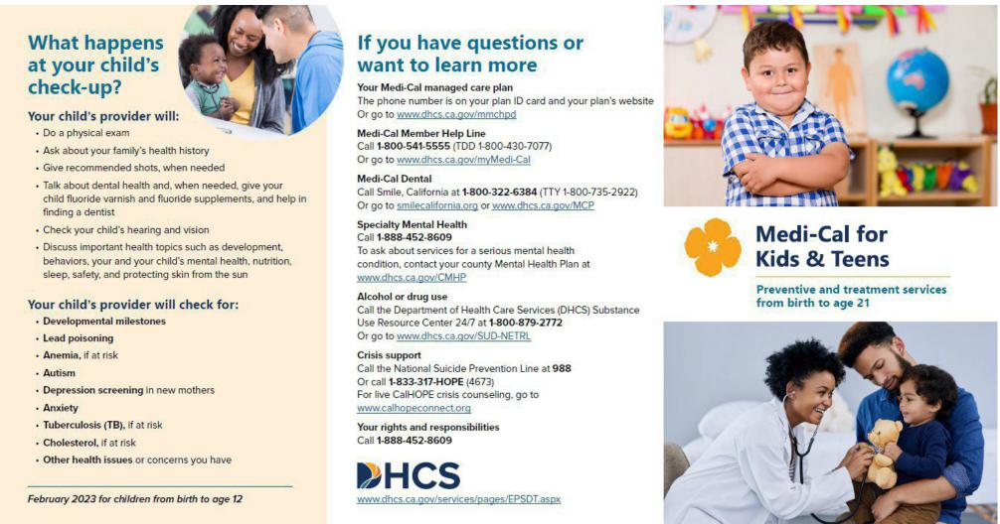 What happens
at your child's
check-up?
Your child's provider will:
• Do a physical exam
• Ask about your family's health history
• Give recommended shots, when needed
• Talk about dental health and, when needed, give your
child fluoride varnish and fluoride supplements, and help in
finding a dentist
• Check your child's hearing and vision
• Discuss important health topics such as development,
behaviors, your and your child's mental health, nutrition,
sleep, safety, and protecting skin from the sun
Your child's provider will check for:
• Developmental milestones
• Lead poisoning
• Anemia, if at risk
• Autism
• Depression screening in new mothers
• Anxiety
• Tuberculosis (TB), if at risk
• Cholesterol, if at risk
• Other health issues or concerns you have
February 2023 for children from birth to age 12
If you have questions or
want to learn more
Your Medi-Cal managed care plan
The phone number is on your plan ID card and your plan's website
Or go to www.dhcs.ca.gov/mmchpd
Medi-Cal Member Help Line
Call 1-800-541-5555 (TDD 1-800-430-7077)
Or go to www.dhcs.ca.gov/myMedi-Cal
Medi-Cal Dental
Call Smile, California at 1-800-322-6384 (TTY 1-800-735-2922)
Or go to smilecalifornia.org or www.dhcs.ca.gov/MCP
Specialty Mental Health
Call 1-888-452-8609
To ask about services for a serious mental health
condition, contact your county Mental Health Plan at
www.dhcs.ca.gov/CMHP
Alcohol or drug use
Call the Department of Health Care Services (DHCS) Substance
Use Resource Center 24/7 at 1-800-879-2772
Or go to www.dhcs.ca.gov/SUD-NETRL
Crisis support
Call the National Suicide Prevention Line at 988
Or call 1-833-317-HOPE (4673)
For live CalHOPE crisis counseling, go to
www.calhopeconnect.org
Your rights and responsibilities
Call 1-888-452-8609
DHCS
www.dhcs.ca.gov/services/pages/EPSDT.aspx
Medi-Cal for
Kids & Teens
Preventive and treatment services
from birth to age 21